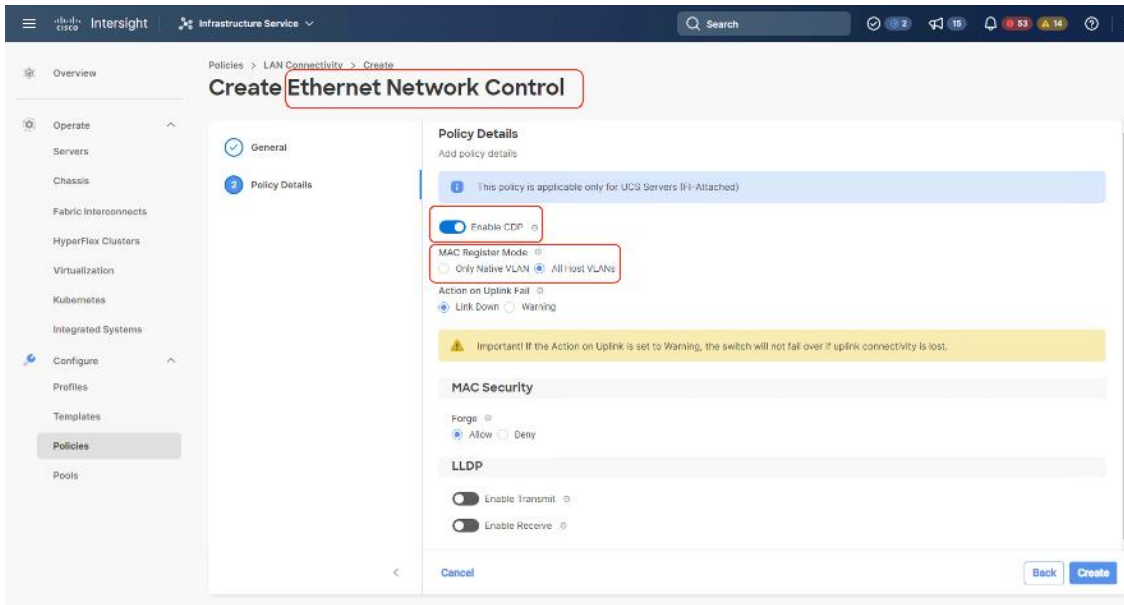 cisco Intersight
Infrastructure Service
Search
2
15
53
14
Overview
Operate
Servers
Chassis
Fabric Interconnects
HyperFlex Clusters
Virtualization
Kubernetes
Integrated Systems
Configure
Profiles
Templates
Policies
Pools
Policies > LAN Connectivity > Create
Create Ethernet Network Control
General
2 Policy Details
Policy Details
Add policy details
This policy is applicable only for UCS Servers (FI-Attached)
Enable CDP
MAC Register Mode
Only Native VLAN All Host VLANs
Action on Uplink Fail
Link Down Warning
Important! If the Action on Uplink is set to Warning, the switch will not fail over if uplink connectivity is lost.
MAC Security
Forge
Allow Deny
LLDP
Enable Transmit
Enable Receive
<
Cancel
Back
Create